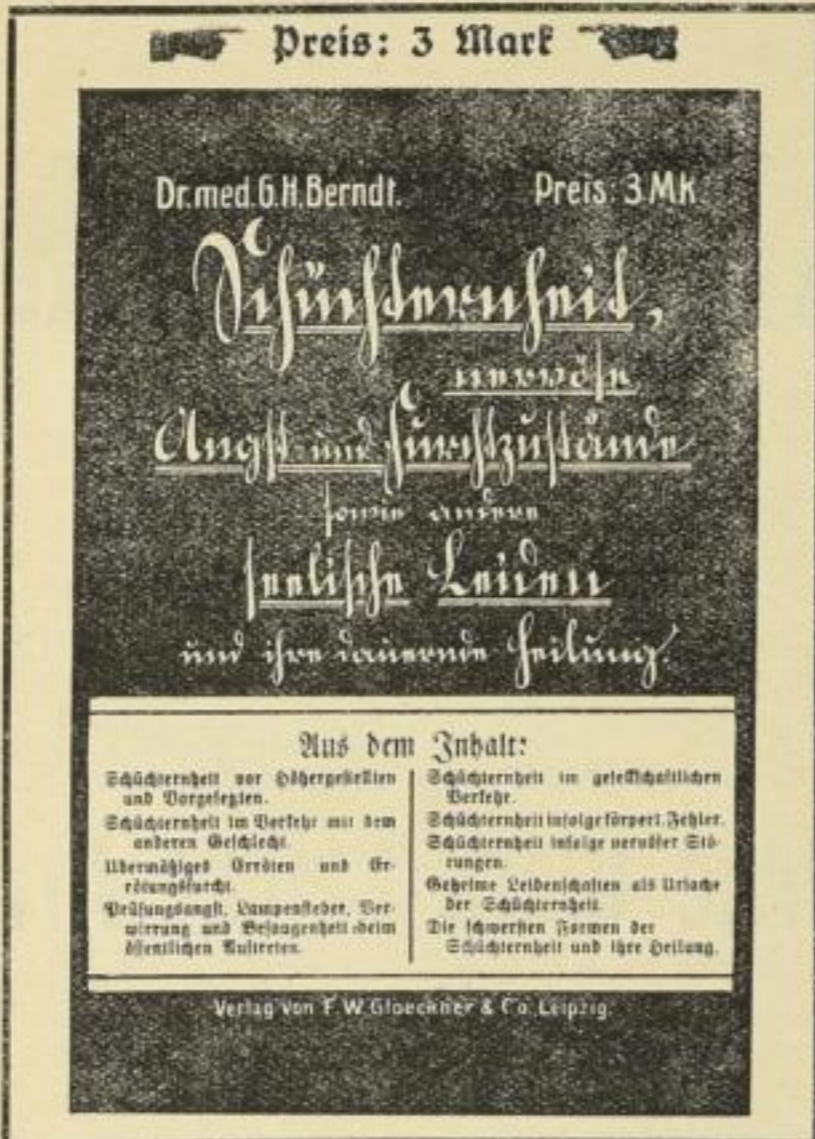 Preis: 3 Mark
Dr. med. G. H. Berndt. Preis: 3 Mk
Schüchternheit,
nervöse
Angst- und Furchtzustände
sowie andere
seelische Leiden
und ihre dauernde Heilung.
Aus dem Inhalt:
Schüchternheit vor Höhergestellten
und Vorgesetzten.
Schüchternheit im Verkehr mit dem
anderen Geschlecht.
Übermäßiges Erröten und Er-
rötungsfurcht.
Prüfungsangst, Lampenfieber, Ver-
wirrung und Befangenheit beim
öffentlichen Auftreten.
Schüchternheit im gesellschaftlichen
Verkehr.
Schüchternheit infolge körperl. Fehler.
Schüchternheit infolge nervöser Stö-
rungen.
Geheime Leidenschaften als Ursache
der Schüchternheit.
Die schwersten Formen der
Schüchternheit und ihre Heilung.
Verlag von F. W. Gloeckner & Co. Leipzig.